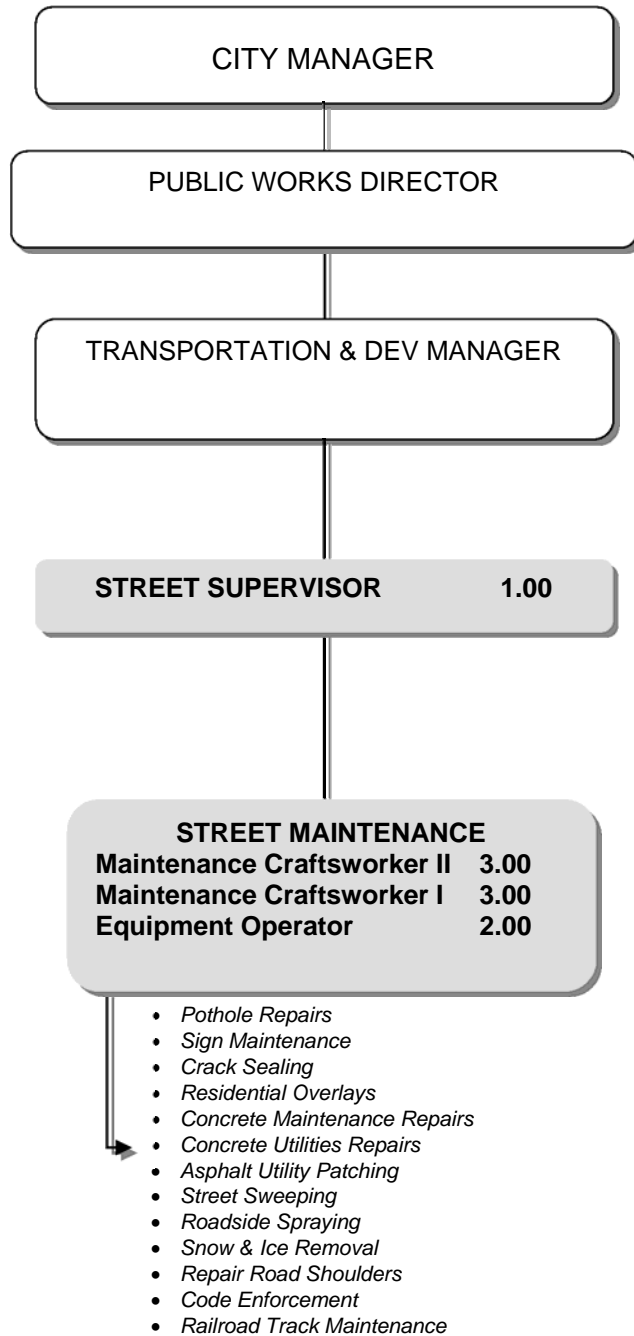 CITY MANAGER
PUBLIC WORKS DIRECTOR
TRANSPORTATION & DEV MANAGER
STREET SUPERVISOR 1.00
STREET MAINTENANCE
Maintenance Craftsworker II 3.00
Maintenance Craftsworker I 3.00
Equipment Operator 2.00
• Pothole Repairs
• Sign Maintenance
• Crack Sealing
• Residential Overlays
• Concrete Maintenance Repairs
• Concrete Utilities Repairs
• Asphalt Utility Patching
• Street Sweeping
• Roadside Spraying
• Snow & Ice Removal
• Repair Road Shoulders
• Code Enforcement
• Railroad Track Maintenance